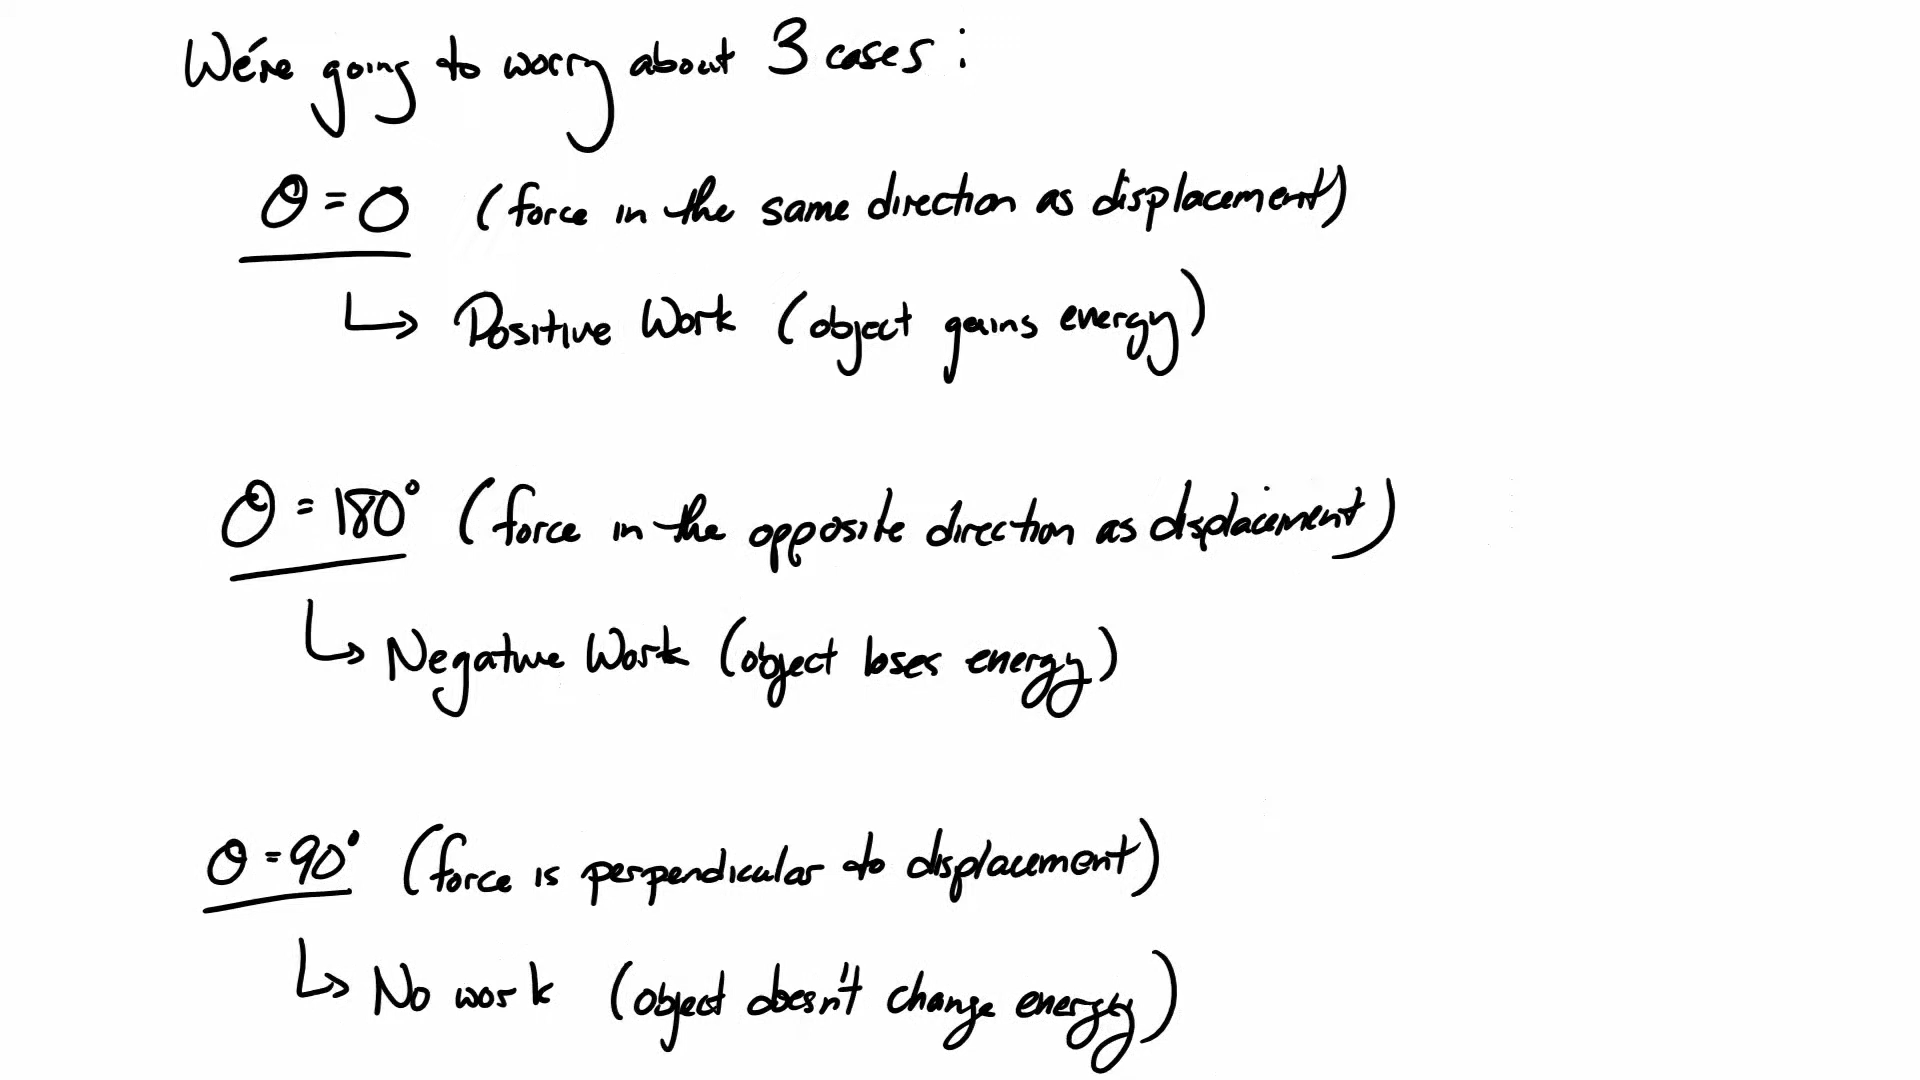 We're going to worry about 3 cases:
θ = 0 (force in the same direction as displacement)
↳ Positive Work (object gains energy)
θ = 180° (force in the opposite direction as displacement)
↳ Negative Work (object loses energy)
θ = 90° (force is perpendicular to displacement)
↳ No work (object doesn't change energy)